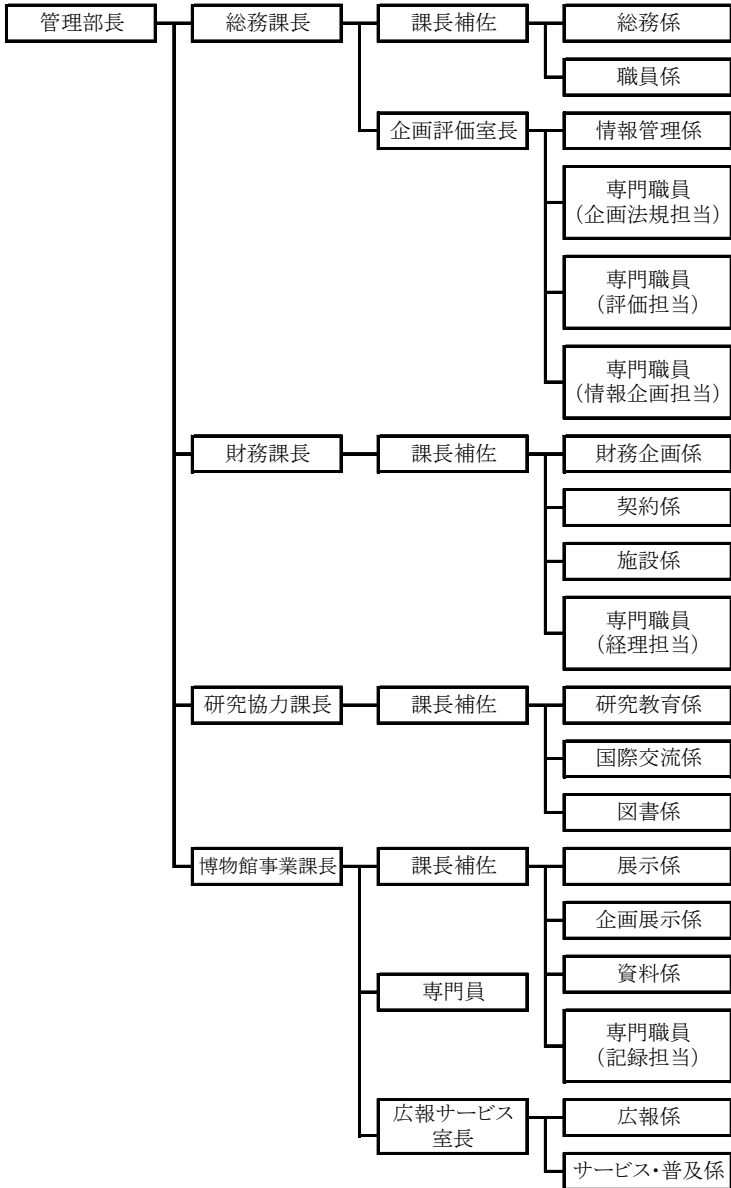 管理部長
総務課長
課長補佐
総務係
職員係
企画評価室長
情報管理係
専門職員
（企画法規担当）
専門職員
（評価担当）
専門職員
（情報企画担当）
財務課長
課長補佐
財務企画係
契約係
施設係
専門職員
（経理担当）
研究協力課長
課長補佐
研究教育係
国際交流係
図書係
博物館事業課長
課長補佐
展示係
企画展示係
資料係
専門職員
（記録担当）
専門員
広報サービス
室長
広報係
サービス・普及係